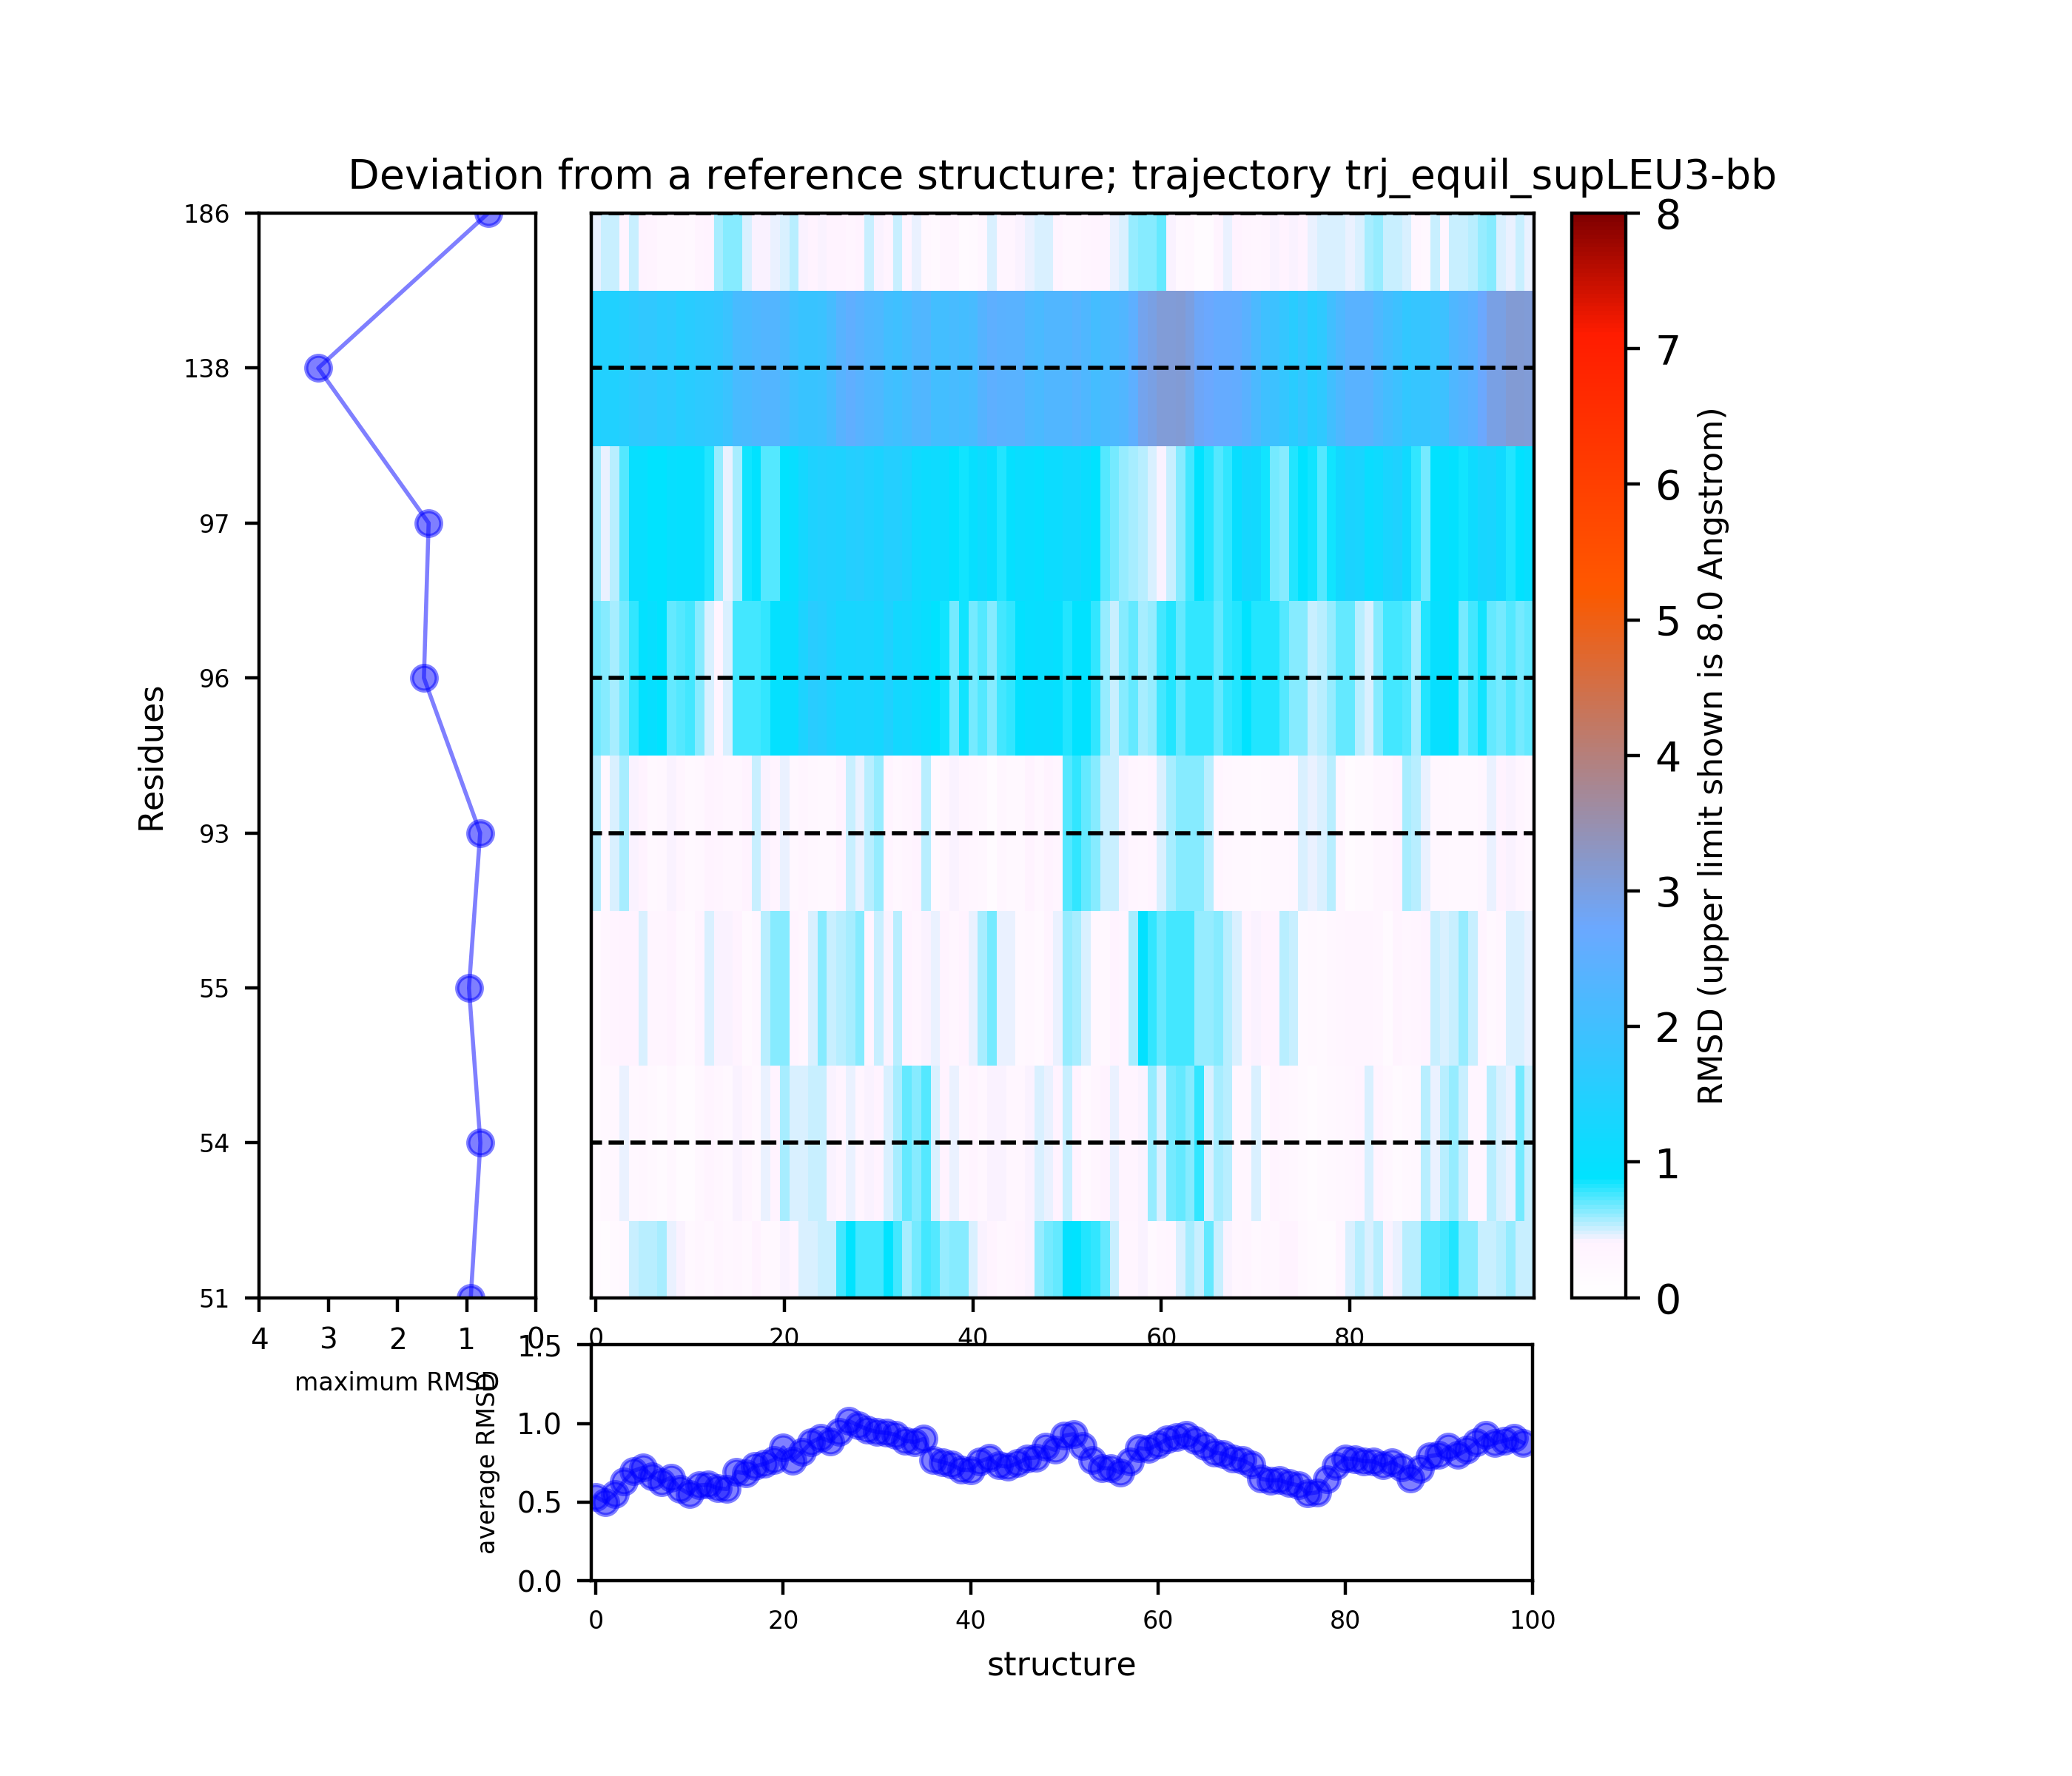 Deviation from a reference structure; trajectory trj_equil_supLEU3-bb
186
138
97
96
93
55
54
51
Residues
4 3 2 1 0
maximum RMSD
0 20 40 60 80
8
7
6
5
4
3
2
1
0
RMSD (upper limit shown is 8.0 Angstrom)
1.5
1.0
0.5
0.0
average RMSD
0 20 40 60 80 100
structure